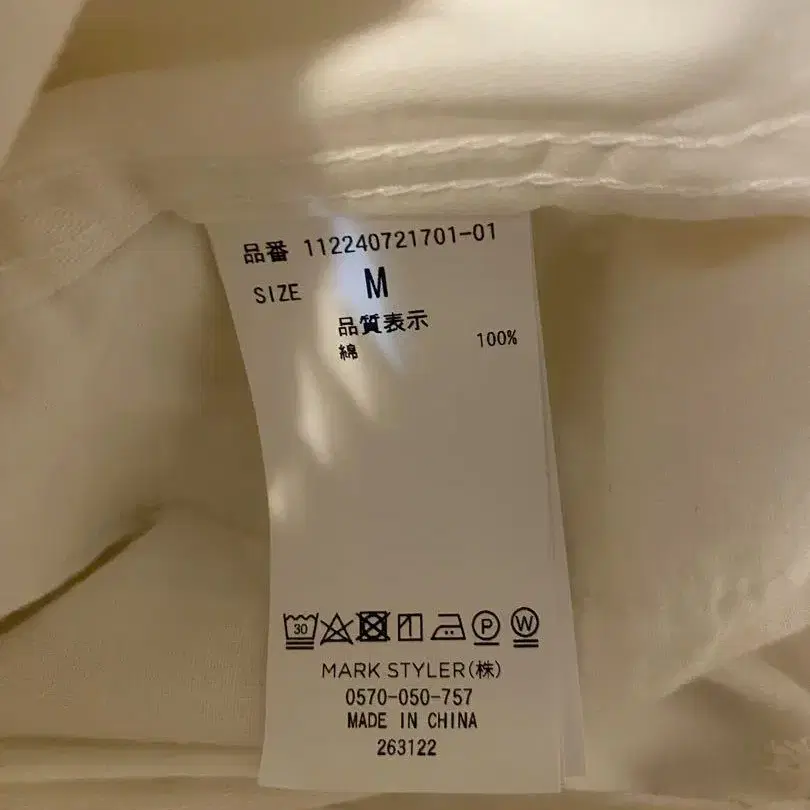 品番 112240721701-01
SIZE M
品質表示
綿 100%
30 P W
MARK STYLER(株)
0570-050-757
MADE IN CHINA
263122